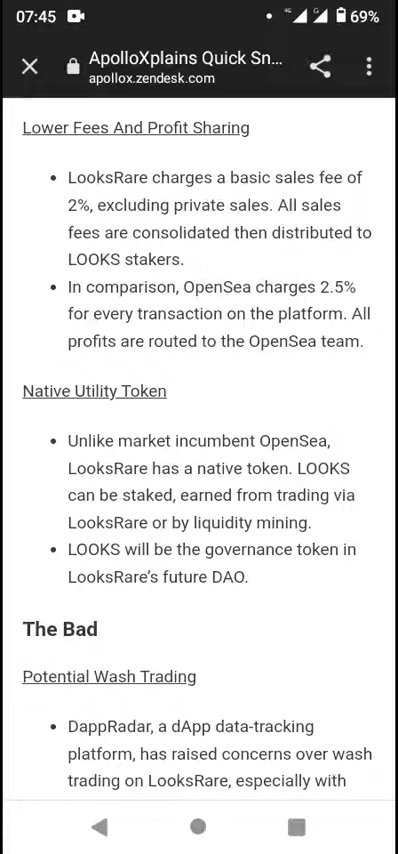 07:45 4G G 69%
ApolloXplains Quick Sn...
apollox.zendesk.com
Lower Fees And Profit Sharing
• LooksRare charges a basic sales fee of
2%, excluding private sales. All sales
fees are consolidated then distributed to
LOOKS stakers.
• In comparison, OpenSea charges 2.5%
for every transaction on the platform. All
profits are routed to the OpenSea team.
Native Utility Token
• Unlike market incumbent OpenSea,
LooksRare has a native token. LOOKS
can be staked, earned from trading via
LooksRare or by liquidity mining.
• LOOKS will be the governance token in
LooksRare’s future DAO.
The Bad
Potential Wash Trading
• DappRadar, a dApp data-tracking
platform, has raised concerns over wash
trading on LooksRare, especially with